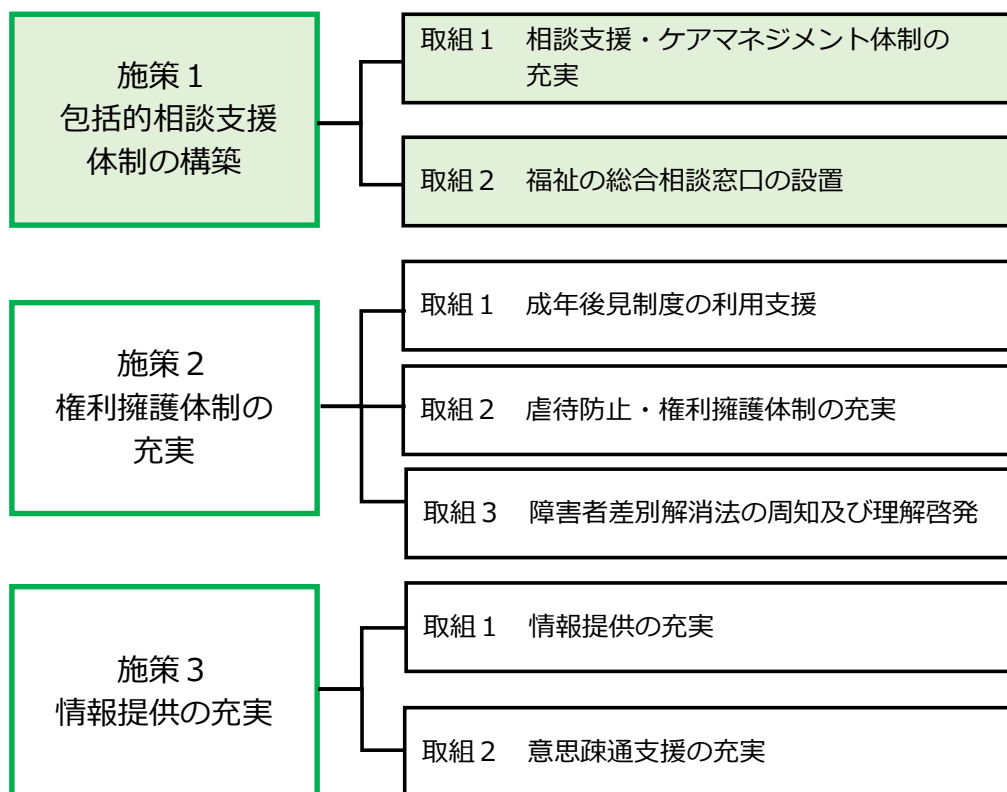 施策１
包括的相談支援
体制の構築
取組１　相談支援・ケアマネジメント体制の
充実
取組２　福祉の総合相談窓口の設置
施策２
権利擁護体制の
充実
取組１　成年後見制度の利用支援
取組２　虐待防止・権利擁護体制の充実
取組３　障害者差別解消法の周知及び理解啓発
施策３
情報提供の充実
取組１　情報提供の充実
取組２　意思疎通支援の充実